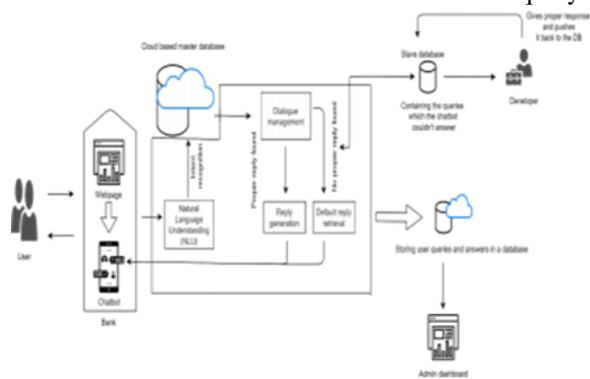 Gives proper response
and pushes
it back to the DB
Cloud based master database
Slave database
Developer
Containing the queries
which the chatbot
couldn't answer
Dialogue
management
Intent
recognition
Proper reply found
No proper reply found
Webpage
Natural
Language
Understanding
(NLU)
Reply
generation
Default reply
retrieval
User
Chatbot
Bank
Storing user queries and answers in a database
Admin dashboard